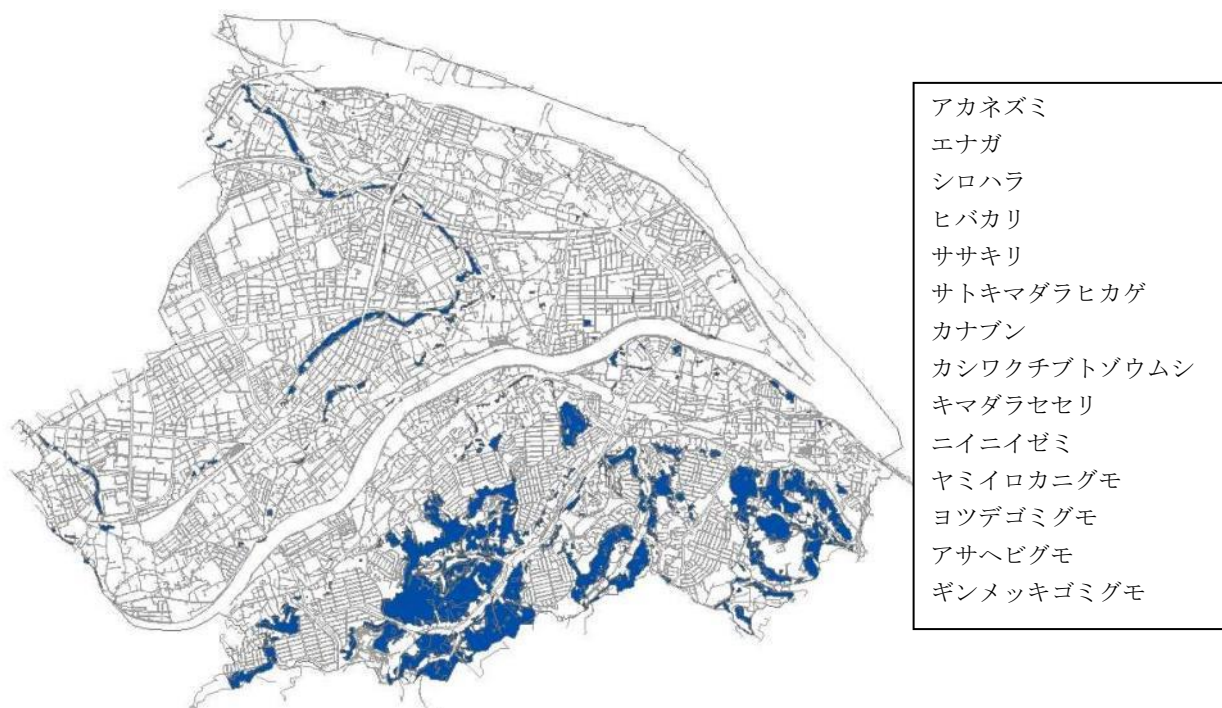 アカネズミ
エナガ
シロハラ
ヒバカリ
ササキリ
サトキマダラヒカゲ
カナブン
カシワクチブトゾウムシ
キマダラセセリ
ニイニイゼミ
ヤミイロカニグモ
ヨツデゴミグモ
アサヘビグモ
ギンメッキゴミグモ